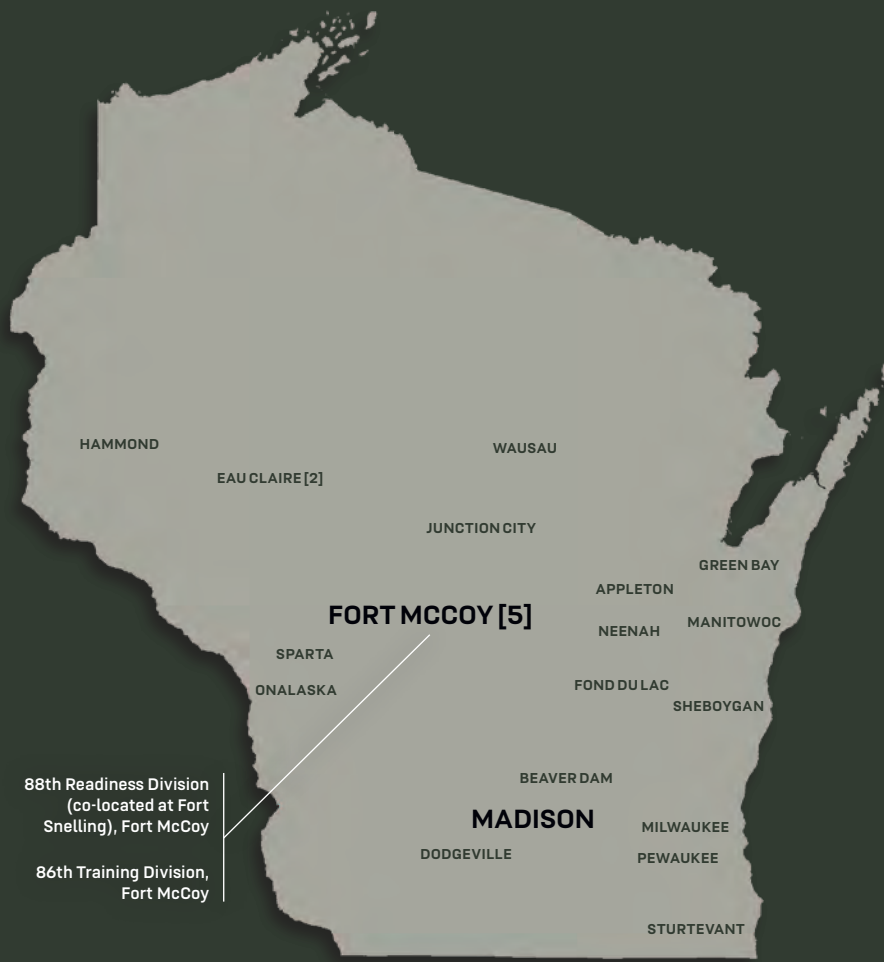 HAMMOND
WAUSAU
EAU CLAIRE [2]
JUNCTION CITY
GREEN BAY
APPLETON
FORT MCCOY [5]
MANITOWOC
NEENAH
SPARTA
ONALASKA
FOND DU LAC
SHEBOYGAN
88th Readiness Division
(co-located at Fort
Snelling), Fort McCoy
86th Training Division,
Fort McCoy
BEAVER DAM
MADISON
MILWAUKEE
DODGEVILLE
PEWAUKEE
STURTEVANT